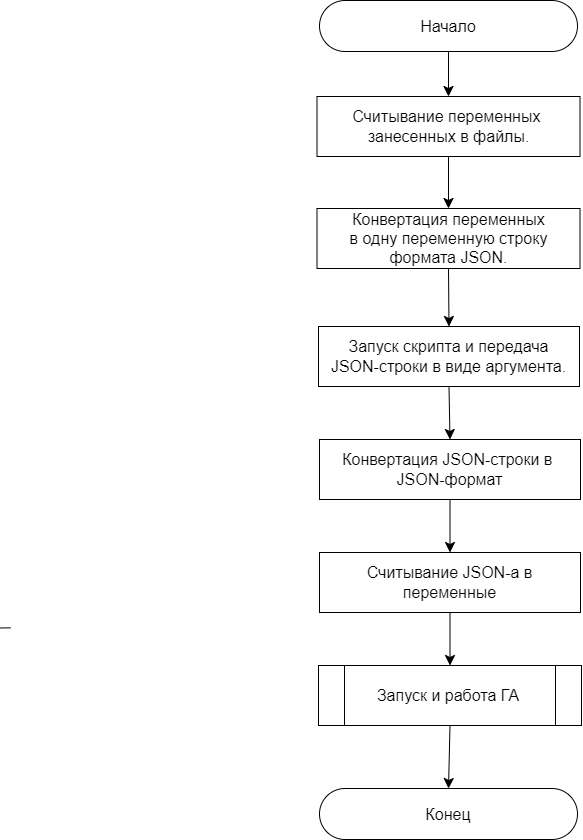 Начало
Считывание переменных
занесенных в файлы.
Конвертация переменных
в одну переменную строку
формата JSON.
Запуск скрипта и передача
JSON-строки в виде аргумента.
Конвертация JSON-строки в
JSON-формат
Считывание JSON-а в
переменные
Запуск и работа ГА
Конец